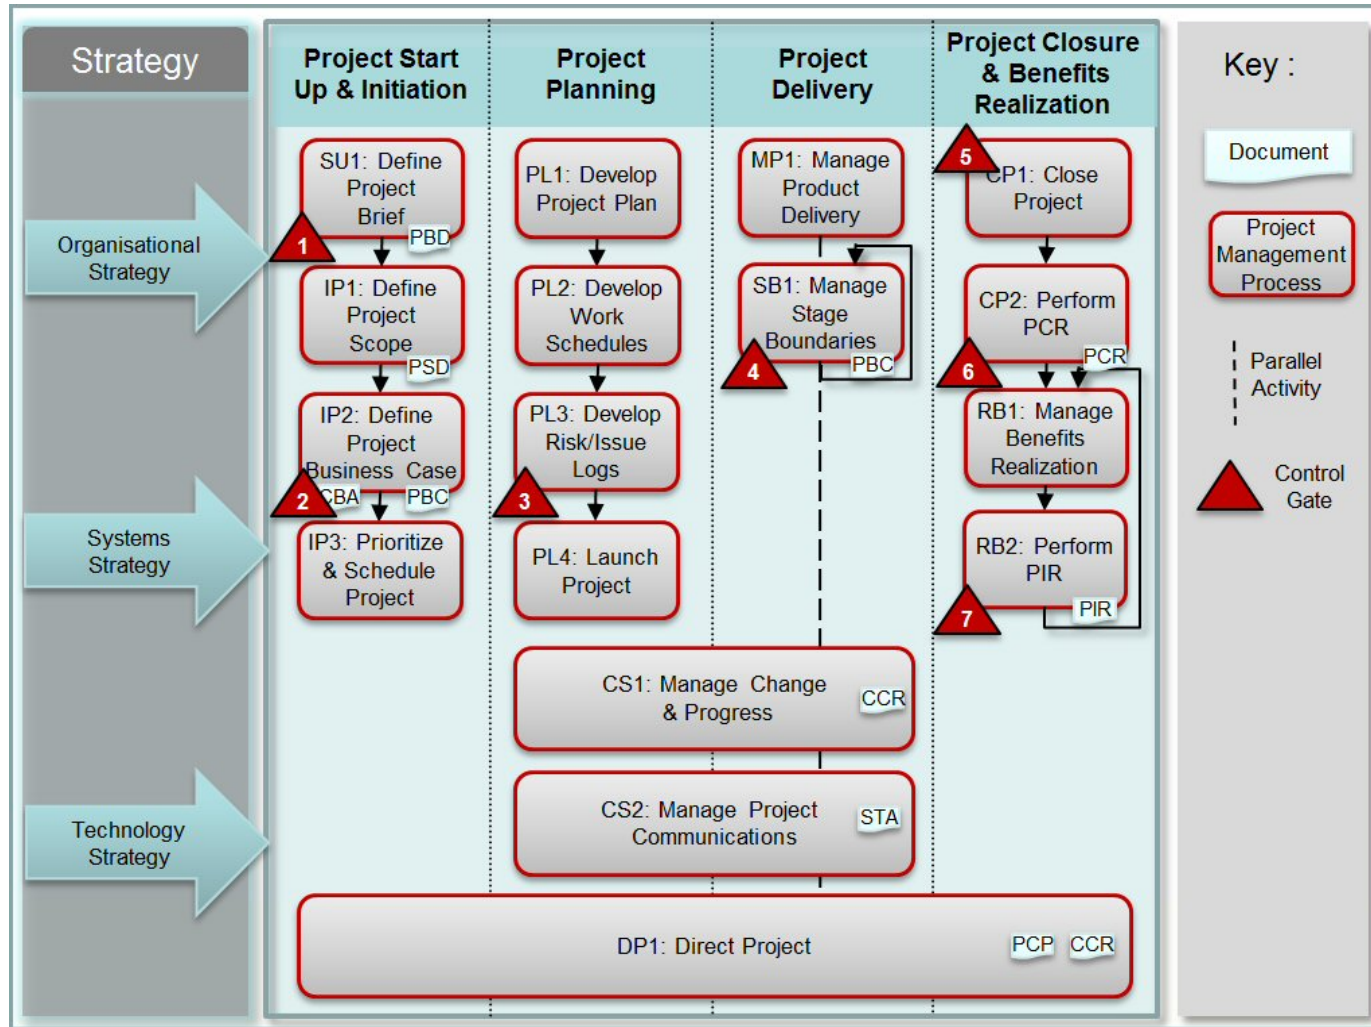 Strategy
Organisational
Strategy
Systems
Strategy
Technology
Strategy
Project Start
Up & Initiation
SU1: Define
Project
Brief
1
PBD
IP1: Define
Project
Scope
PSD
IP2: Define
Project
Business Case
2
CBA
PBC
IP3: Prioritize
& Schedule
Project
Project
Planning
PL1: Develop
Project Plan
PL2: Develop
Work
Schedules
PL3: Develop
Risk/Issue
Logs
3
PL4: Launch
Project
Project
Delivery
MP1: Manage
Product
Delivery
SB1: Manage
Stage
Boundaries
4
PBC
Project Closure
& Benefits
Realization
5
CP1: Close
Project
CP2: Perform
PCR
6
PCR
RB1: Manage
Benefits
Realization
RB2: Perform
PIR
7
PIR
CS1: Manage Change
& Progress
CCR
CS2: Manage Project
Communications
STA
DP1: Direct Project
PCP
CCR
Key :
Document
Project
Management
Process
Parallel
Activity
Control
Gate